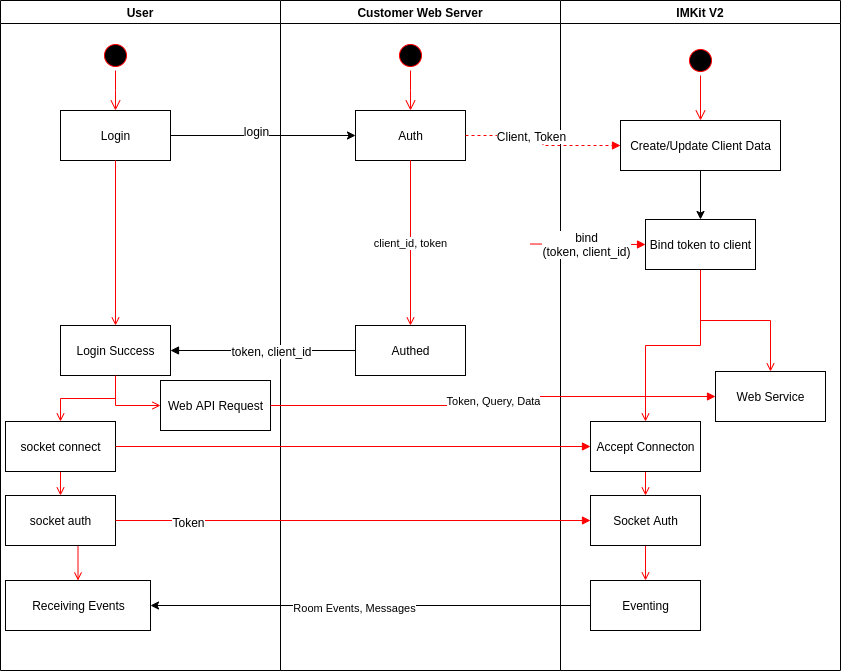 User
Customer Web Server
IMKit V2
Login
login
Auth
Client, Token
Create/Update Client Data
client_id, token
bind
(token, client_id)
Bind token to client
Login Success
token, client_id
Authed
Web API Request
Token, Query, Data
Web Service
socket connect
Accept Connecton
socket auth
Token
Socket Auth
Receiving Events
Room Events, Messages
Eventing